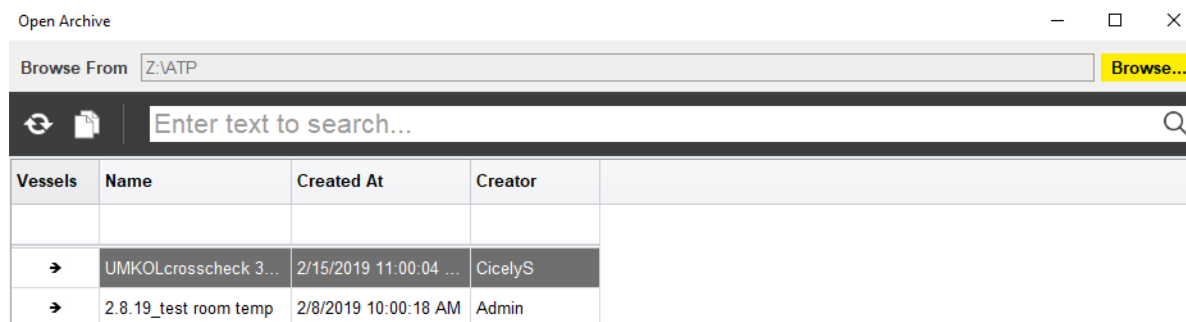 Open Archive
Browse From Z:\ATP Browse...
Enter text to search...
Vessels Name Created At Creator
UMKOLcrosscheck 3... 2/15/2019 11:00:04 ... CicelyS
2.8.19_test room temp 2/8/2019 10:00:18 AM Admin